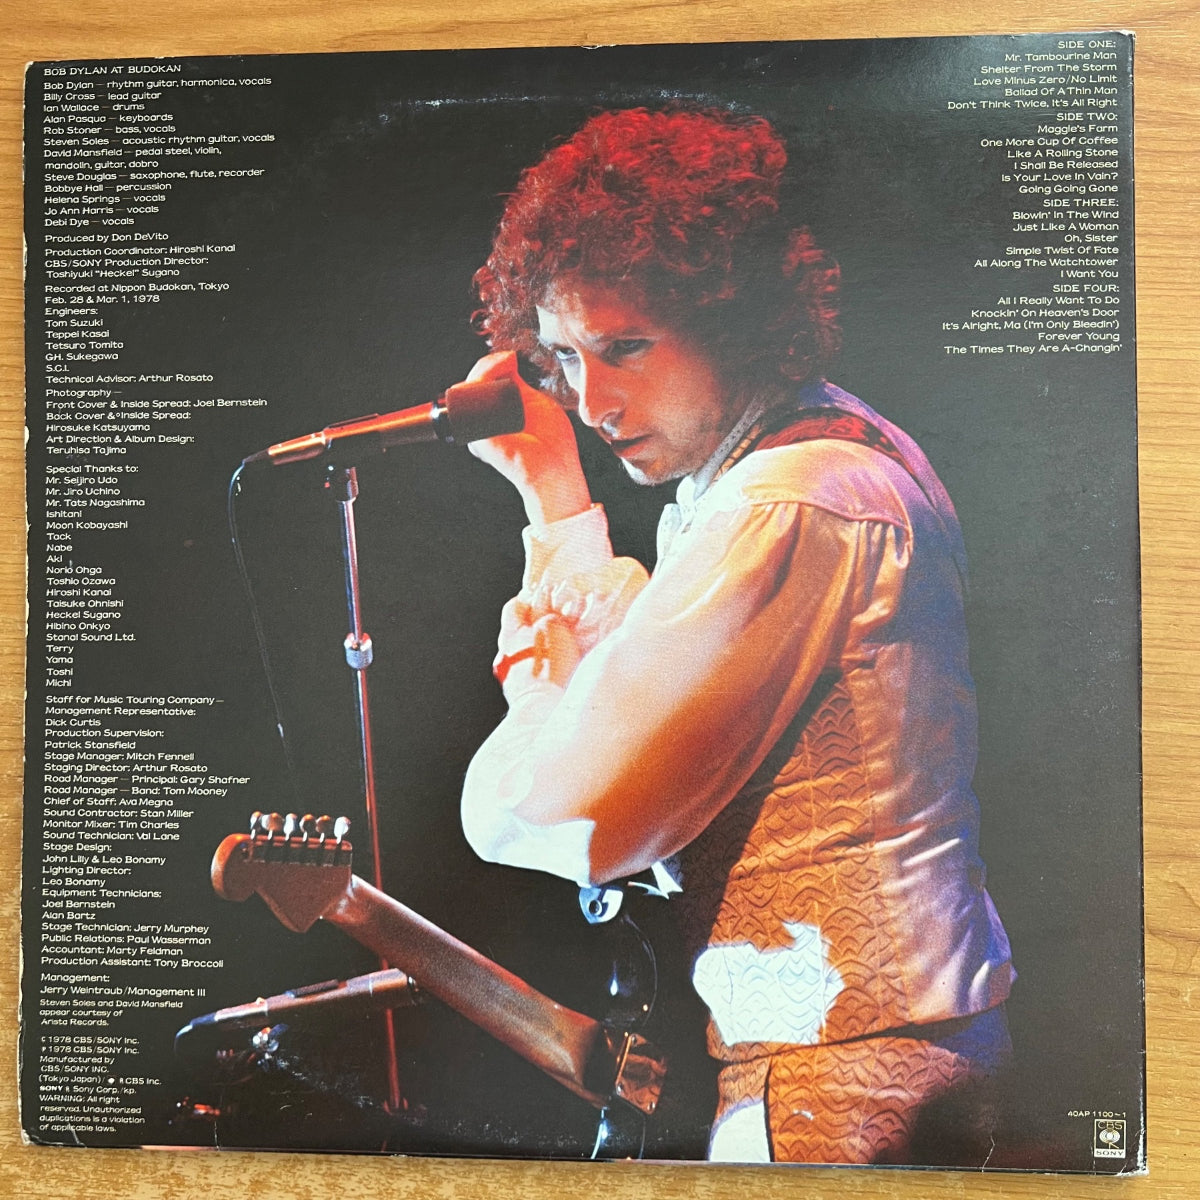 BOB DYLAN AT BUDOKAN
Bob Dylan — rhythm guitar, harmonica, vocals
Billy Cross — lead guitar
Ian Wallace — drums
Alan Pasqua — keyboards
Rob Stoner — bass, vocals
Steven Soles — acoustic rhythm guitar, vocals
David Mansfield — pedal steel, violin,
mandolin, guitar, dobro
Steve Douglas — saxophone, flute, recorder
Bobbye Hall — percussion
Helena Springs — vocals
Jo Ann Harris — vocals
Debi Dye — vocals
Produced by Don DeVito
Production Coordinator: Hiroshi Kanai
CBS/SONY Production Director:
Toshiyuki "Heckel" Sugano
Recorded at Nippon Budokan, Tokyo
Feb. 28 & Mar. 1, 1978
Engineers:
Tom Suzuki
Teppei Kasai
Tetsuro Tomita
G.H. Sukegawa
S.C.I.
Technical Advisor: Arthur Rosato
Photography —
Front Cover & Inside Spread: Joel Bernstein
Back Cover & Inside Spread:
Hirosuke Katsuyama
Art Direction & Album Design:
Teruhisa Tajima
Special Thanks to:
Mr. Seijiro Udo
Mr. Jiro Uchino
Mr. Tats Nagashima
Ishitani
Moon Kobayashi
Tack
Nabe
Aki
Norio Ohga
Toshio Ozawa
Hiroshi Kanai
Taisuke Ohnishi
Heckel Sugano
Hibino Onkyo
Stanal Sound Ltd.
Terry
Yama
Toshi
Michi
Staff for Music Touring Company —
Management Representative:
Dick Curtis
Production Supervision:
Patrick Stansfield
Stage Manager: Mitch Fennell
Staging Director: Arthur Rosato
Road Manager — Principal: Gary Shafner
Road Manager — Band: Tom Mooney
Chief of Staff: Ava Megna
Sound Contractor: Stan Miller
Monitor Mixer: Tim Charles
Sound Technician: Val Lane
Stage Design:
John Lilly & Leo Bonamy
Lighting Director:
Leo Bonamy
Equipment Technicians:
Joel Bernstein
Alan Bartz
Stage Technician: Jerry Murphey
Public Relations: Paul Wasserman
Accountant: Marty Feldman
Production Assistant: Tony Broccoli
Management:
Jerry Weintraub/Management III
Steven Soles and David Mansfield
appear courtesy of
Arista Records.
© 1978 CBS/SONY Inc.
℗ 1978 CBS/SONY Inc.
Manufactured by
CBS/SONY INC.
(Tokyo Japan)/ ® CBS Inc.
SONY ® Sony Corp./kp.
WARNING: All right
reserved. Unauthorized
duplications is a violation
of applicable laws.
SIDE ONE:
Mr. Tambourine Man
Shelter From The Storm
Love Minus Zero/No Limit
Ballad Of A Thin Man
Don't Think Twice, It's All Right
SIDE TWO:
Maggie's Farm
One More Cup Of Coffee
Like A Rolling Stone
I Shall Be Released
Is Your Love In Vain?
Going Going Gone
SIDE THREE:
Blowin' In The Wind
Just Like A Woman
Oh, Sister
Simple Twist Of Fate
All Along The Watchtower
I Want You
SIDE FOUR:
All I Really Want To Do
Knockin' On Heaven's Door
It's Alright, Ma (I'm Only Bleedin')
Forever Young
The Times They Are A-Changin'
40AP 1100~1
CBS
SONY